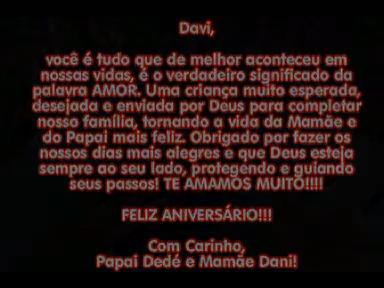 Davi,
você é tudo que de melhor aconteceu em
nossas vidas, é o verdadeiro significado da
palavra AMOR. Uma criança muito esperada,
desejada e enviada por Deus para completar
nosso família, tornando a vida da Mamãe e
do Papai mais feliz. Obrigado por fazer os
nossos dias mais alegres e que Deus esteja
sempre ao seu lado, protegendo e guiando
seus passos! TE AMAMOS MUITO!!!!
FELIZ ANIVERSÁRIO!!!
Com Carinho,
Papai Dedé e Mamãe Dani!